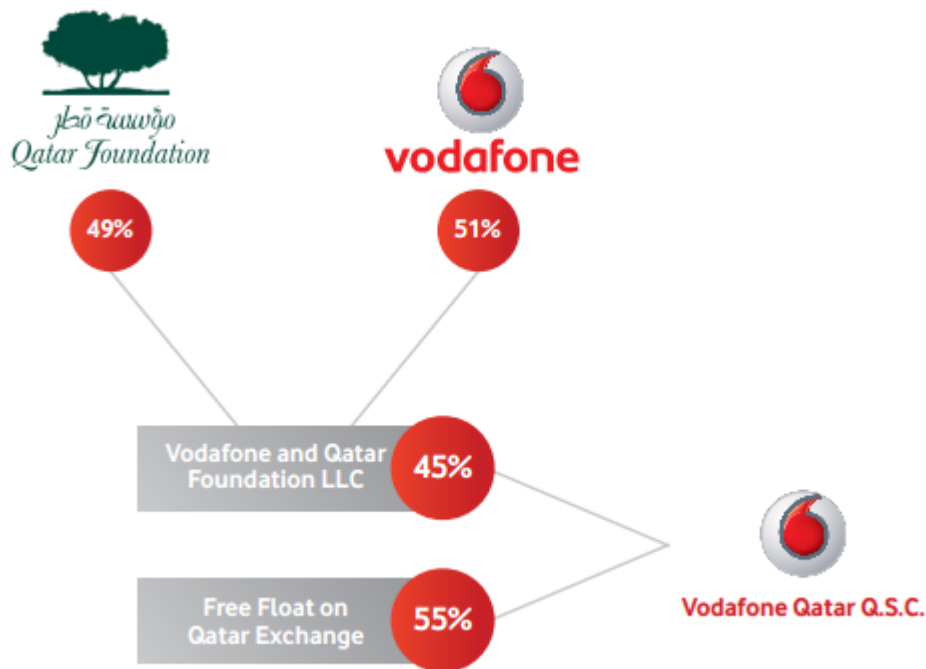 مؤسسة قطر
Qatar Foundation
vodafone
49%
51%
Vodafone and Qatar
Foundation LLC
45%
Free Float on
Qatar Exchange
55%
Vodafone Qatar Q.S.C.